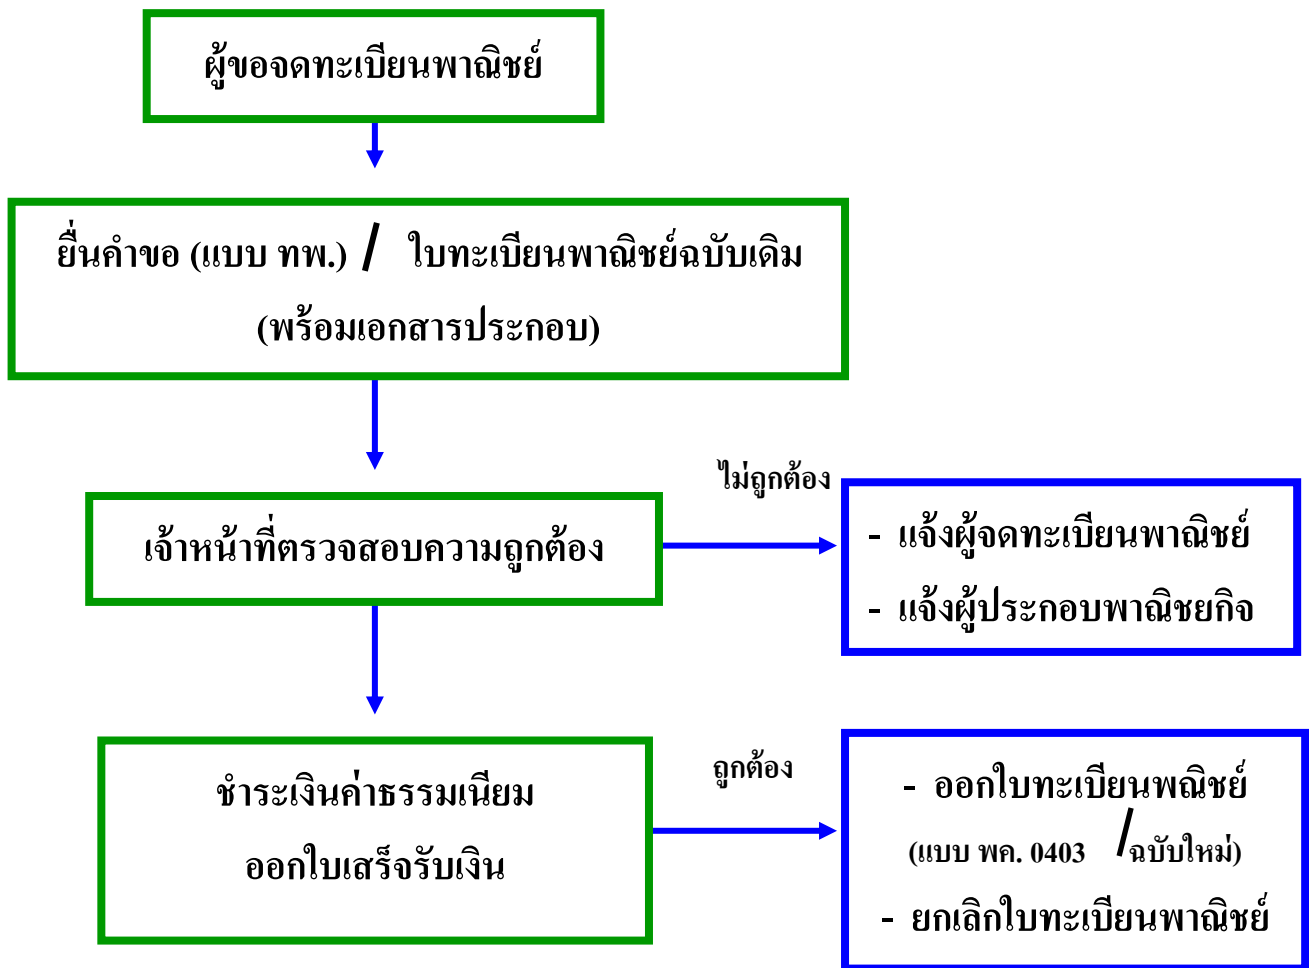 ผู้ขอจดทะเบียนพาณิชย์
ยื่นคำขอ (แบบ ทพ.) / ใบทะเบียนพาณิชย์ฉบับเดิม
(พร้อมเอกสารประกอบ)
ไม่ถูกต้อง
เจ้าหน้าที่ตรวจสอบความถูกต้อง
- แจ้งผู้จดทะเบียนพาณิชย์
- แจ้งผู้ประกอบพาณิชยกิจ
ชำระเงินค่าธรรมเนียม
ออกใบเสร็จรับเงิน
ถูกต้อง
- ออกใบทะเบียนพณิชย์
(แบบ พค. 0403 /ฉบับใหม่)
- ยกเลิกใบทะเบียนพาณิชย์